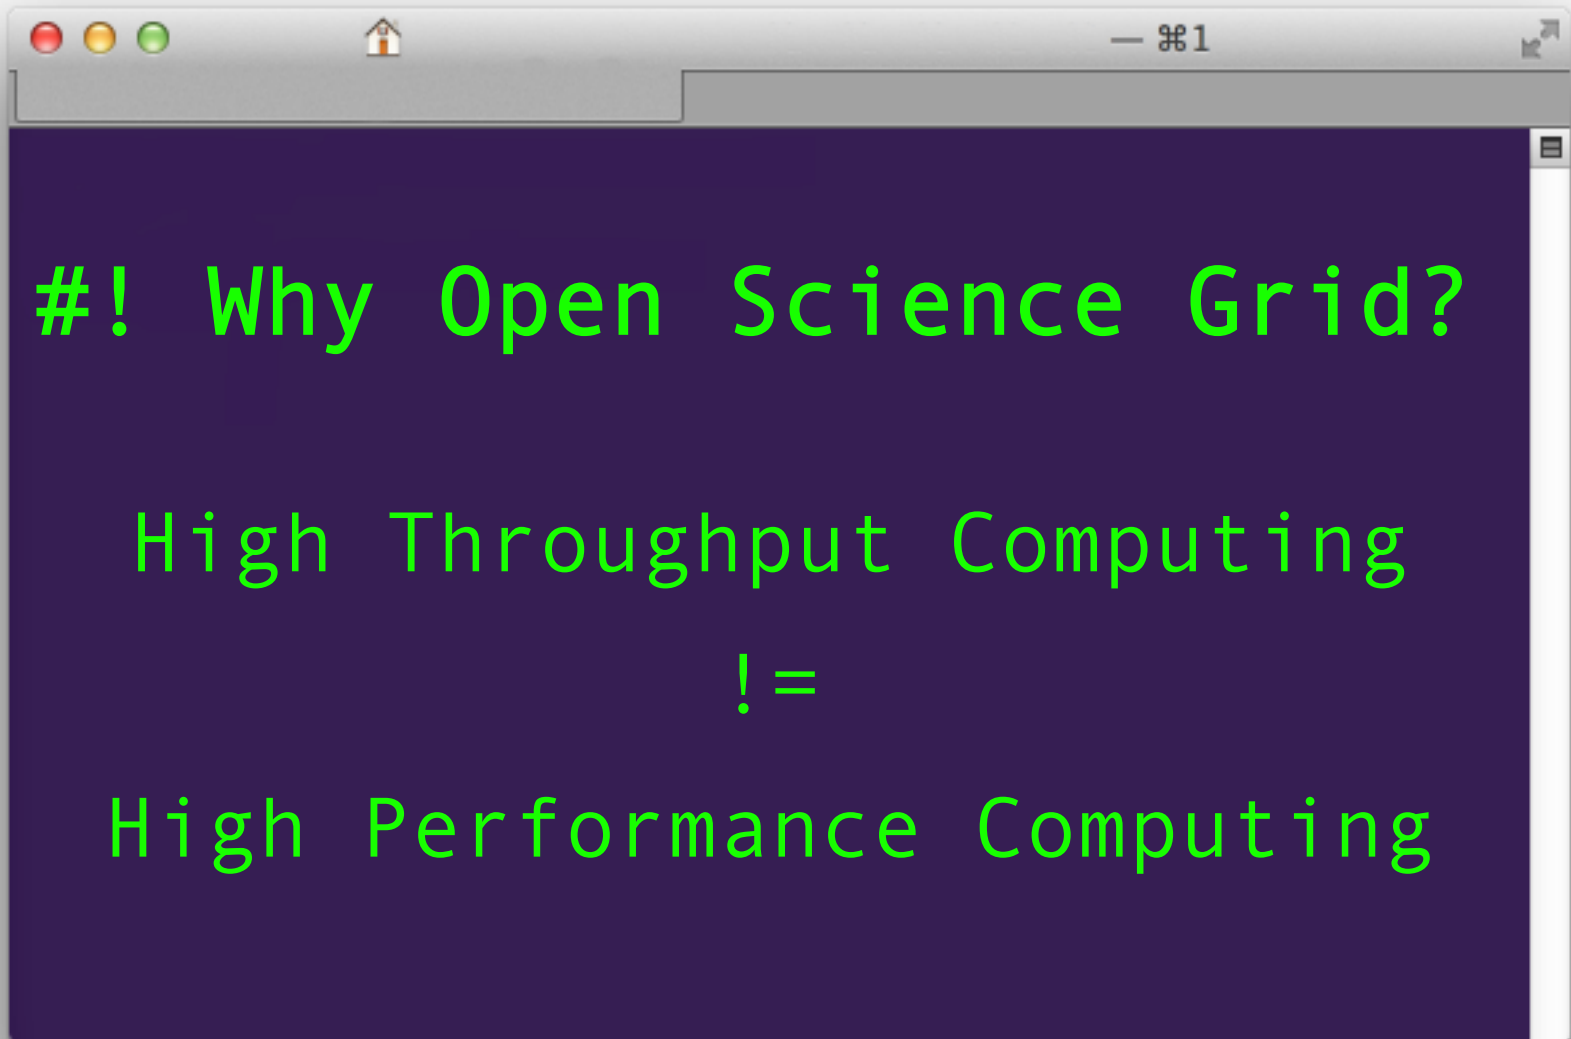 — ⌘1
#! Why Open Science Grid?
High Throughput Computing
!=
High Performance Computing